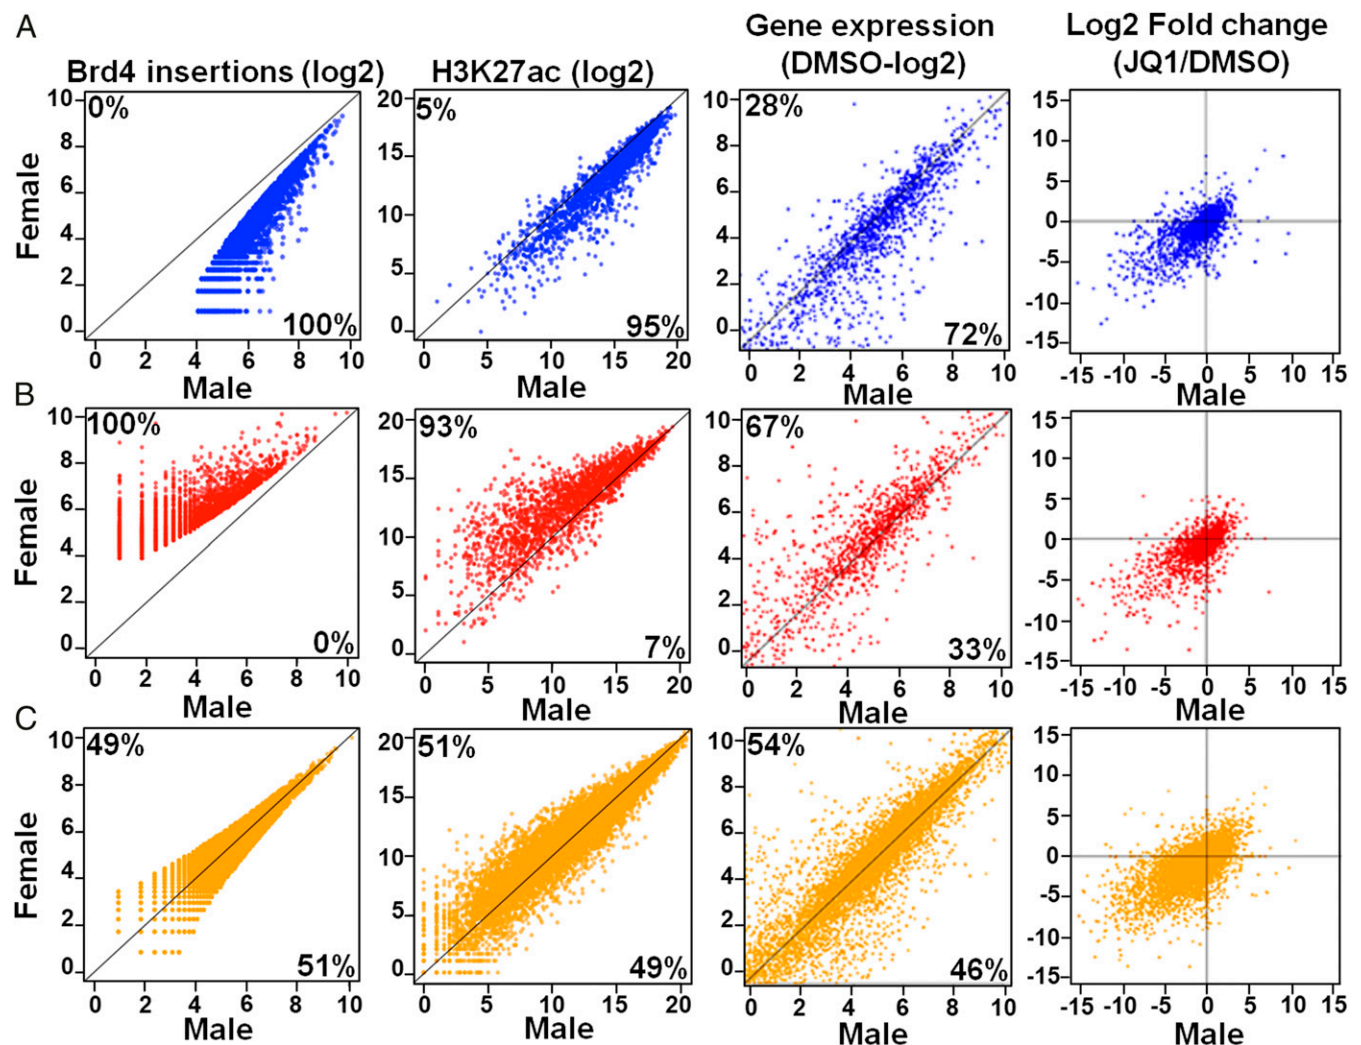 A
Brd4 insertions (log2)
H3K27ac (log2)
Gene expression
(DMSO-log2)
Log2 Fold change
(JQ1/DMSO)
Female
10
8
6
4
2
0
0%
100%
0 2 4 6 8 10
Male
20
15
10
5
0
5%
95%
0 5 10 15 20
Male
10
8
6
4
2
0
28%
72%
0 2 4 6 8 10
Male
15
10
5
0
-5
-10
-15
-15 -10 -5 0 5 10 15
Male
B
Female
10
8
6
4
2
0
100%
0%
0 2 4 6 8 10
Male
20
15
10
5
0
93%
7%
0 5 10 15 20
Male
10
8
6
4
2
0
67%
33%
0 2 4 6 8 10
Male
15
10
5
0
-5
-10
-15
-15 -10 -5 0 5 10 15
Male
C
Female
10
8
6
4
2
0
49%
51%
0 2 4 6 8 10
Male
20
15
10
5
0
51%
49%
0 5 10 15 20
Male
10
8
6
4
2
0
54%
46%
0 2 4 6 8 10
Male
15
10
5
0
-5
-10
-15
-15 -10 -5 0 5 10 15
Male